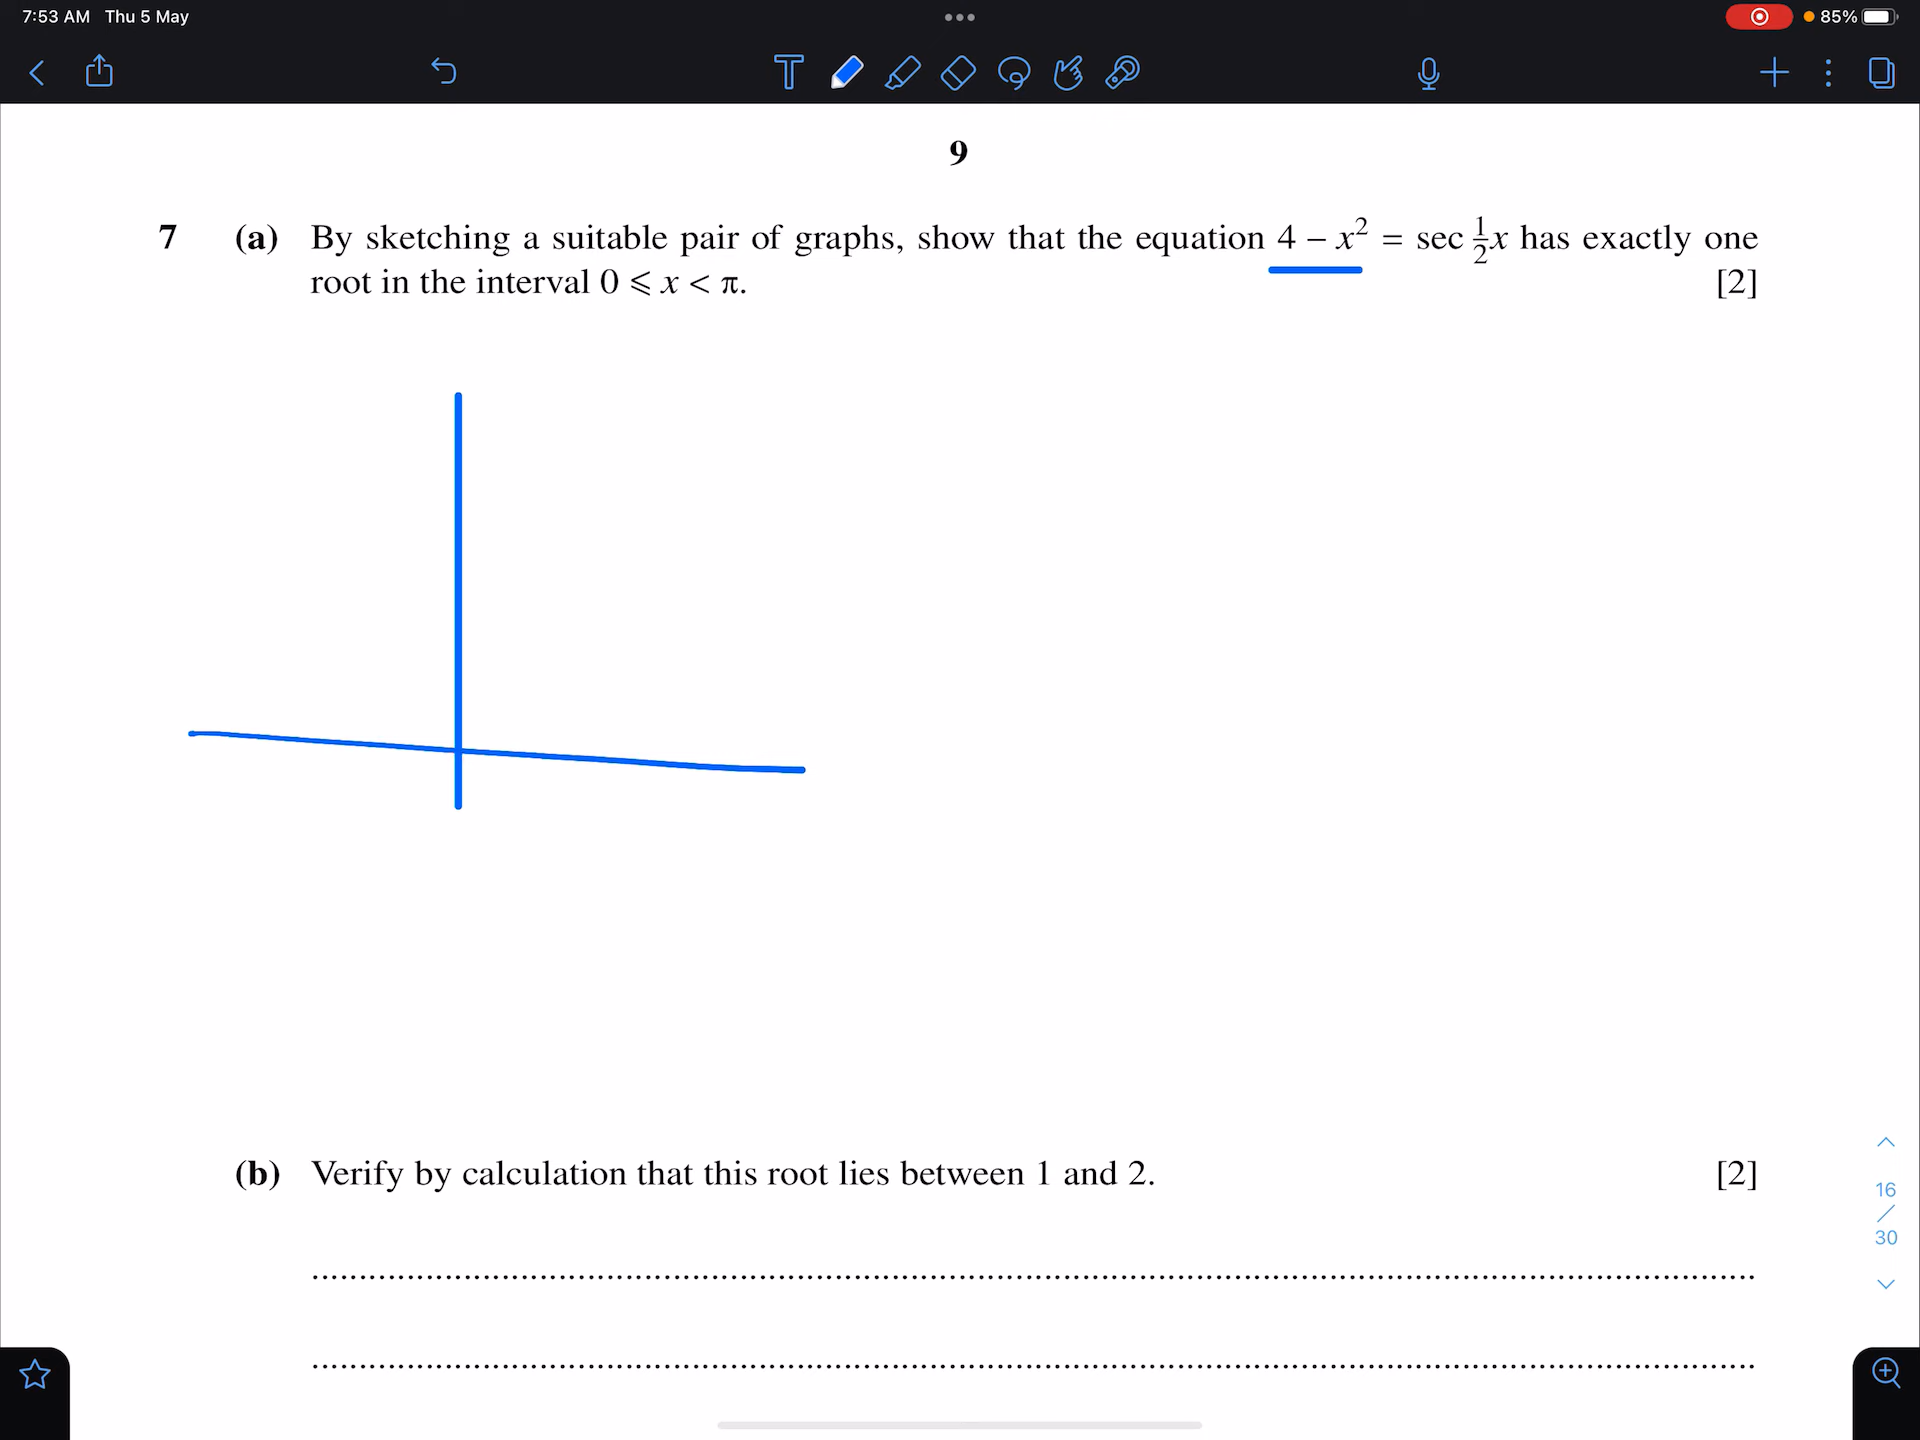 7:53 AM Thu 5 May
85%
9
7 (a) By sketching a suitable pair of graphs, show that the equation 4 − x² = sec ½x has exactly one
root in the interval 0 ⩽ x < π. [2]
(b) Verify by calculation that this root lies between 1 and 2. [2]
16
/
30